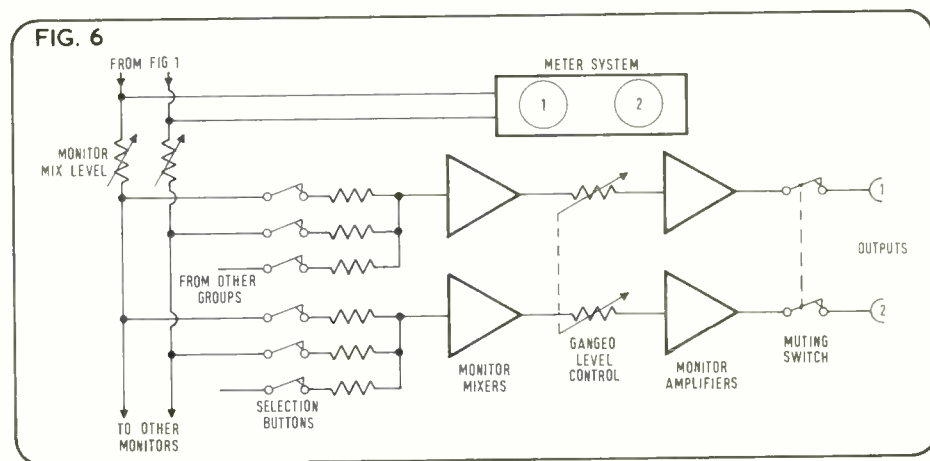 FIG. 6
FROM FIG 1
METER SYSTEM
1
2
MONITOR
MIX LEVEL
1
OUTPUTS
FROM OTHER
GROUPS
2
MONITOR
MIXERS
GANGEO
LEVEL
CONTROL
MONITOR
AMPLIFIERS
MUTING
SWITCH
SELECTION
BUTTONS
TO OTHER
MONITORS